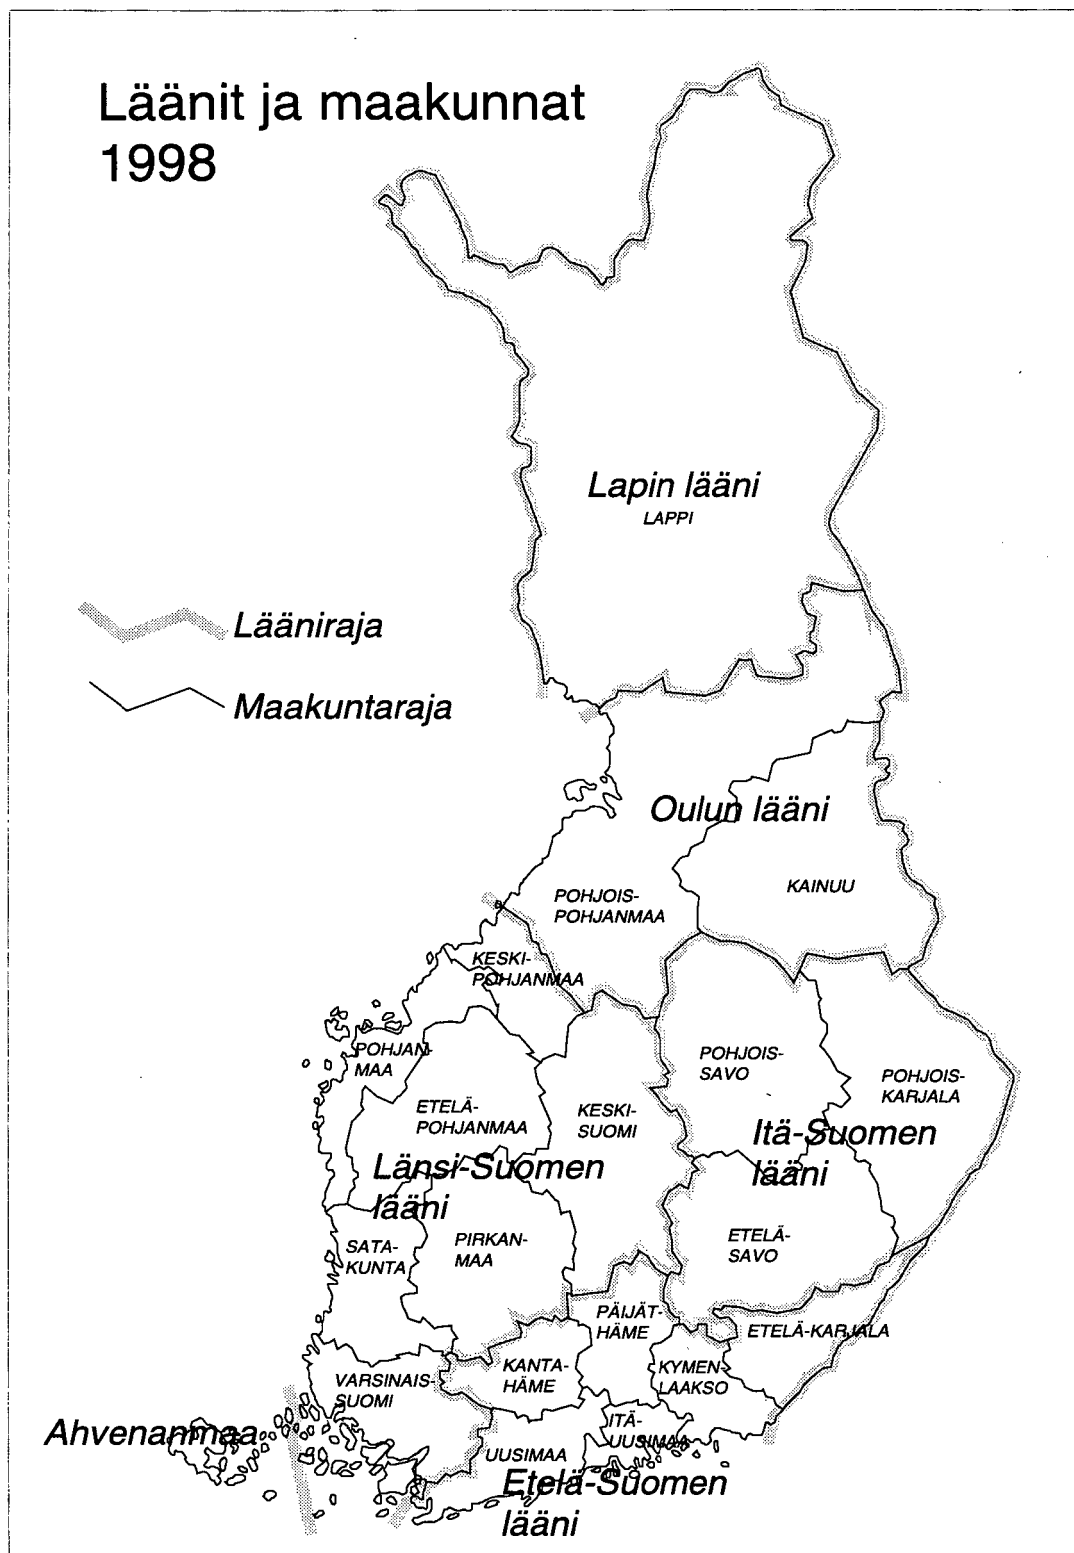 Läänit ja maakunnat
1998
Lapin lääni
LAPPI
Lääniraja
Maakuntaraja
Oulun lääni
KAINUU
POHJOIS-
POHJANMAA
KESKI-
POHJANMAA
POHJAN-
MAA
POHJOIS-
SAVO
POHJOIS-
KARJALA
ETELÄ-
POHJANMAA
KESKI-
SUOMI
Itä-Suomen
lääni
Länsi-Suomen
lääni
SATA-
KUNTA
PIRKAN-
MAA
ETELÄ-
SAVO
PÄIJÄT-
HÄME
ETELÄ-KARJALA
VARSINAIS-
SUOMI
KANTA-
HÄME
KYMEN-
LAAKSO
Ahvenanmaa
ITÄ-
UUSIMAA
UUSIMAA
Etelä-Suomen
lääni